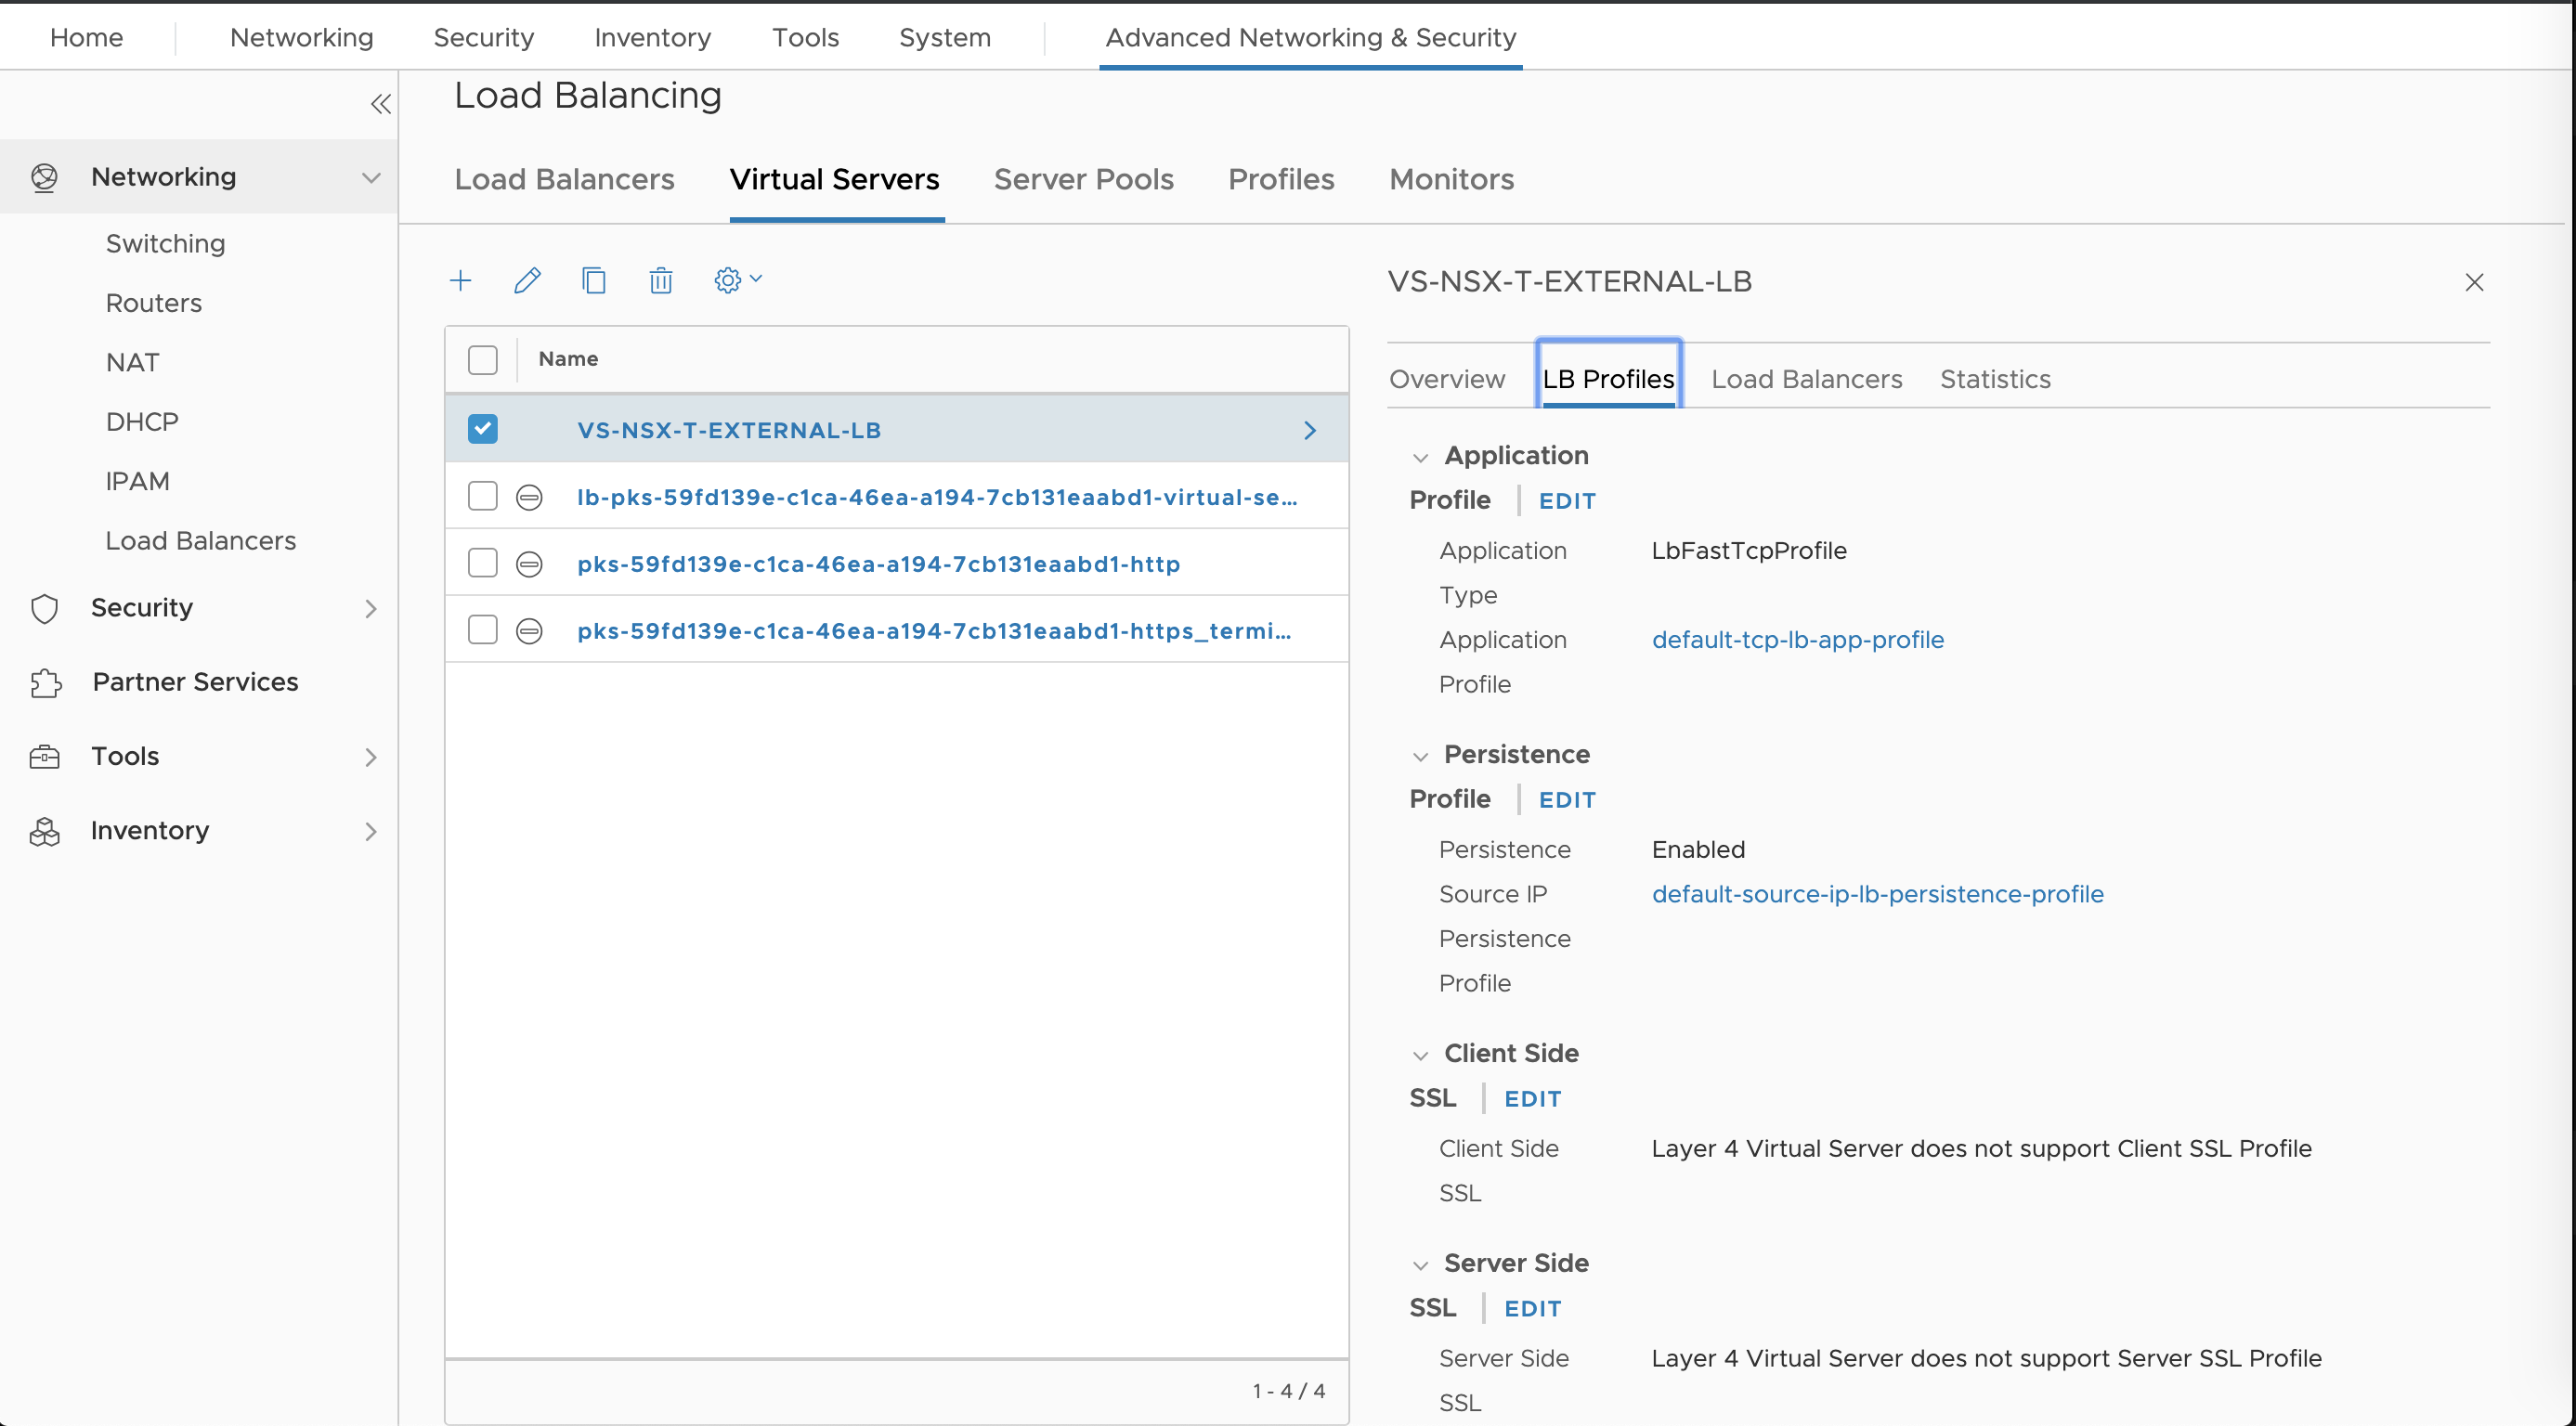 Home
Networking
Security
Inventory
Tools
System
Advanced Networking & Security
Networking
Switching
Routers
NAT
DHCP
IPAM
Load Balancers
Security
Partner Services
Tools
Inventory
Load Balancing
Load Balancers
Virtual Servers
Server Pools
Profiles
Monitors
Name
VS-NSX-T-EXTERNAL-LB
lb-pks-59fd139e-c1ca-46ea-a194-7cb131eaabd1-virtual-se...
pks-59fd139e-c1ca-46ea-a194-7cb131eaabd1-http
pks-59fd139e-c1ca-46ea-a194-7cb131eaabd1-https_termi...
1 - 4 / 4
VS-NSX-T-EXTERNAL-LB
Overview
LB Profiles
Load Balancers
Statistics
Application
Profile | EDIT
Application LbFastTcpProfile
Type
Application default-tcp-lb-app-profile
Profile
Persistence
Profile | EDIT
Persistence Enabled
Source IP default-source-ip-lb-persistence-profile
Persistence
Profile
Client Side
SSL | EDIT
Client Side Layer 4 Virtual Server does not support Client SSL Profile
SSL
Server Side
SSL | EDIT
Server Side Layer 4 Virtual Server does not support Server SSL Profile
SSL